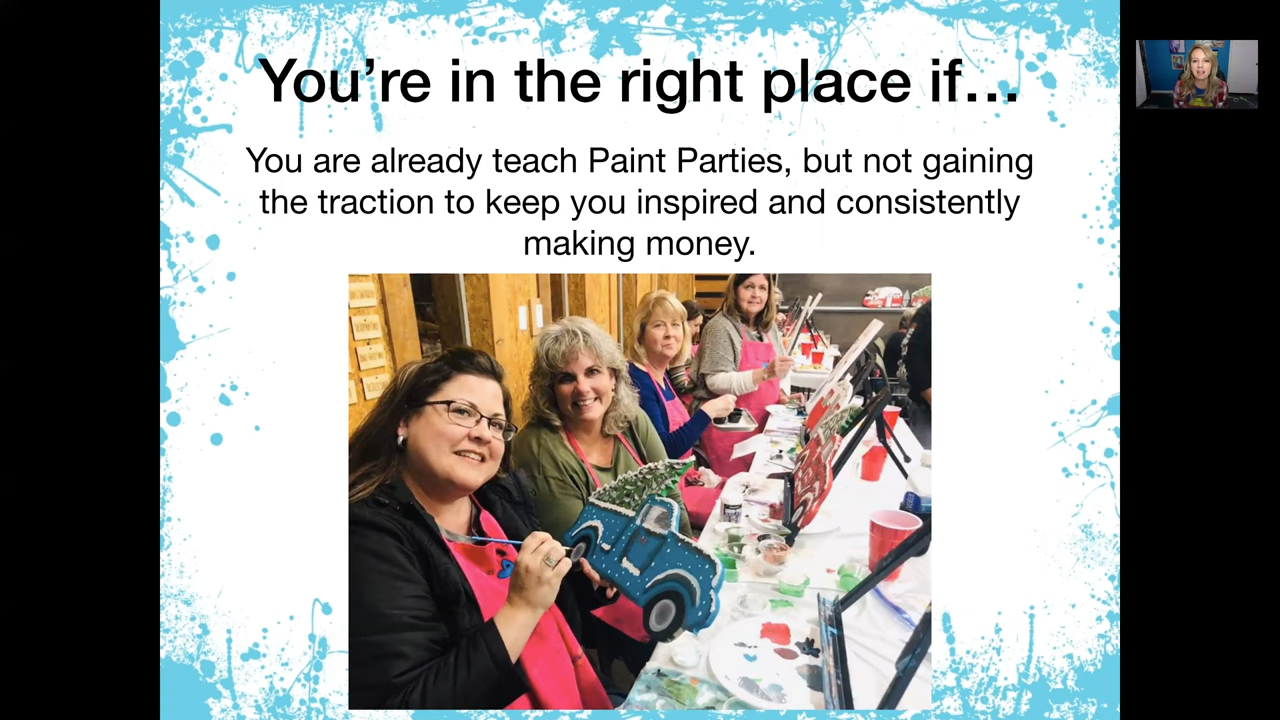 You're in the right place if...
You are already teach Paint Parties, but not gaining
the traction to keep you inspired and consistently
making money.